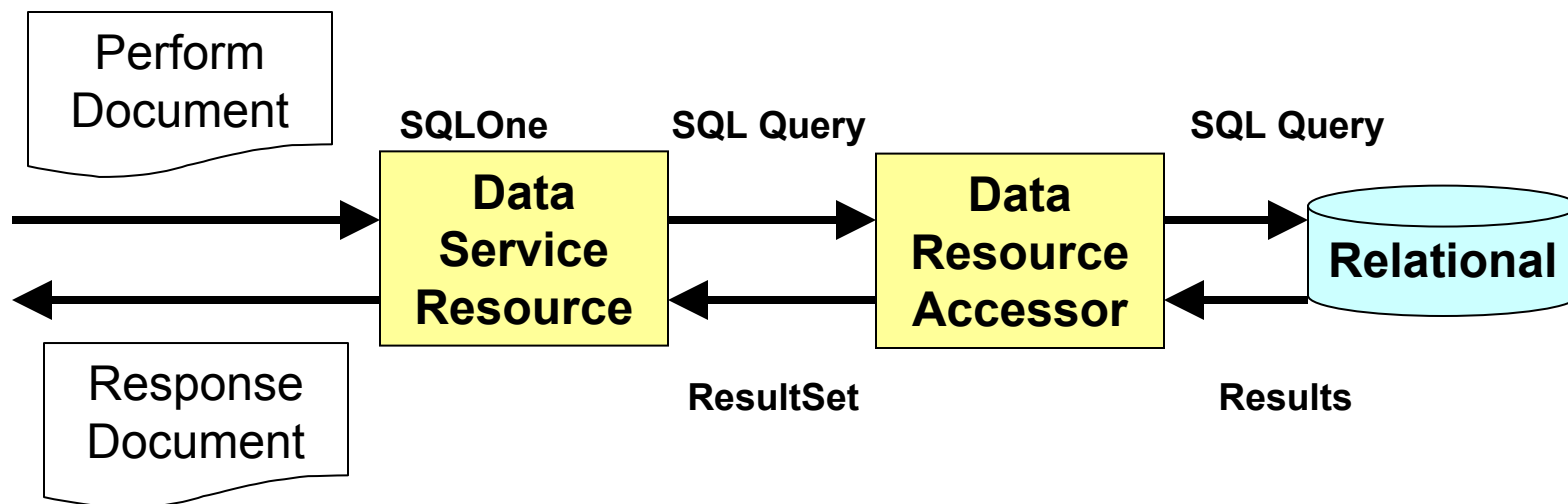 Perform
Document
SQLOne
SQL Query
SQL Query
Data
Service
Resource
Data
Resource
Accessor
Relational
Response
Document
ResultSet
Results